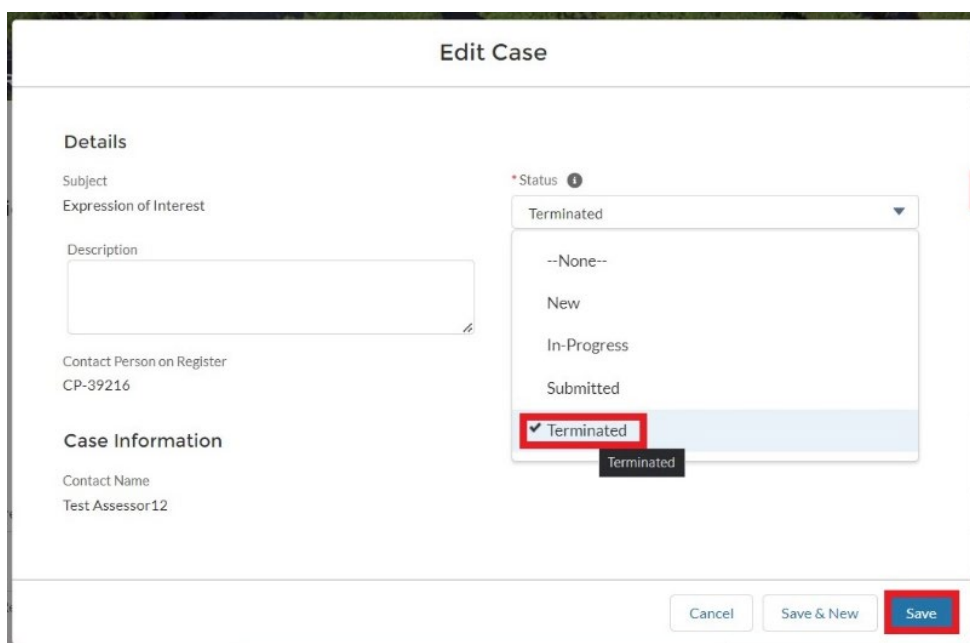 Edit Case
Details
Subject
Expression of Interest
Description
Contact Person on Register
CP-39216
Case Information
Contact Name
Test Assessor12
*Status
Terminated
--None--
New
In-Progress
Submitted
Terminated
Terminated
Cancel
Save & New
Save